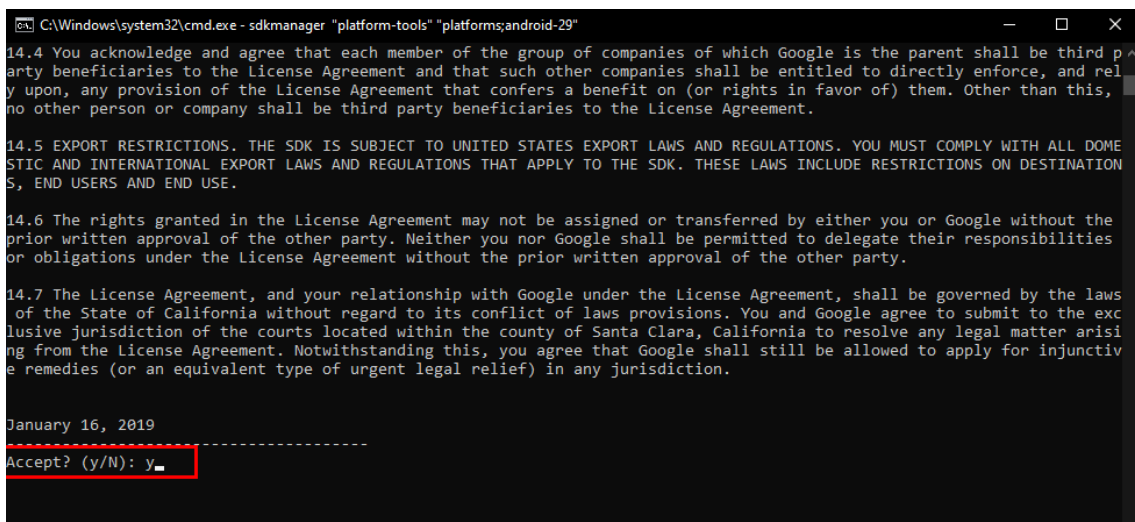 C:\Windows\system32\cmd.exe - sdkmanager "platform-tools" "platforms;android-29"
14.4 You acknowledge and agree that each member of the group of companies of which Google is the parent shall be third p
arty beneficiaries to the License Agreement and that such other companies shall be entitled to directly enforce, and rel
y upon, any provision of the License Agreement that confers a benefit on (or rights in favor of) them. Other than this,
no other person or company shall be third party beneficiaries to the License Agreement.
14.5 EXPORT RESTRICTIONS. THE SDK IS SUBJECT TO UNITED STATES EXPORT LAWS AND REGULATIONS. YOU MUST COMPLY WITH ALL DOME
STIC AND INTERNATIONAL EXPORT LAWS AND REGULATIONS THAT APPLY TO THE SDK. THESE LAWS INCLUDE RESTRICTIONS ON DESTINATION
S, END USERS AND END USE.
14.6 The rights granted in the License Agreement may not be assigned or transferred by either you or Google without the
prior written approval of the other party. Neither you nor Google shall be permitted to delegate their responsibilities
or obligations under the License Agreement without the prior written approval of the other party.
14.7 The License Agreement, and your relationship with Google under the License Agreement, shall be governed by the laws
of the State of California without regard to its conflict of laws provisions. You and Google agree to submit to the exc
lusive jurisdiction of the courts located within the county of Santa Clara, California to resolve any legal matter arisi
ng from the License Agreement. Notwithstanding this, you agree that Google shall still be allowed to apply for injunctiv
e remedies (or an equivalent type of urgent legal relief) in any jurisdiction.
January 16, 2019
---------------------------------------
Accept? (y/N): y